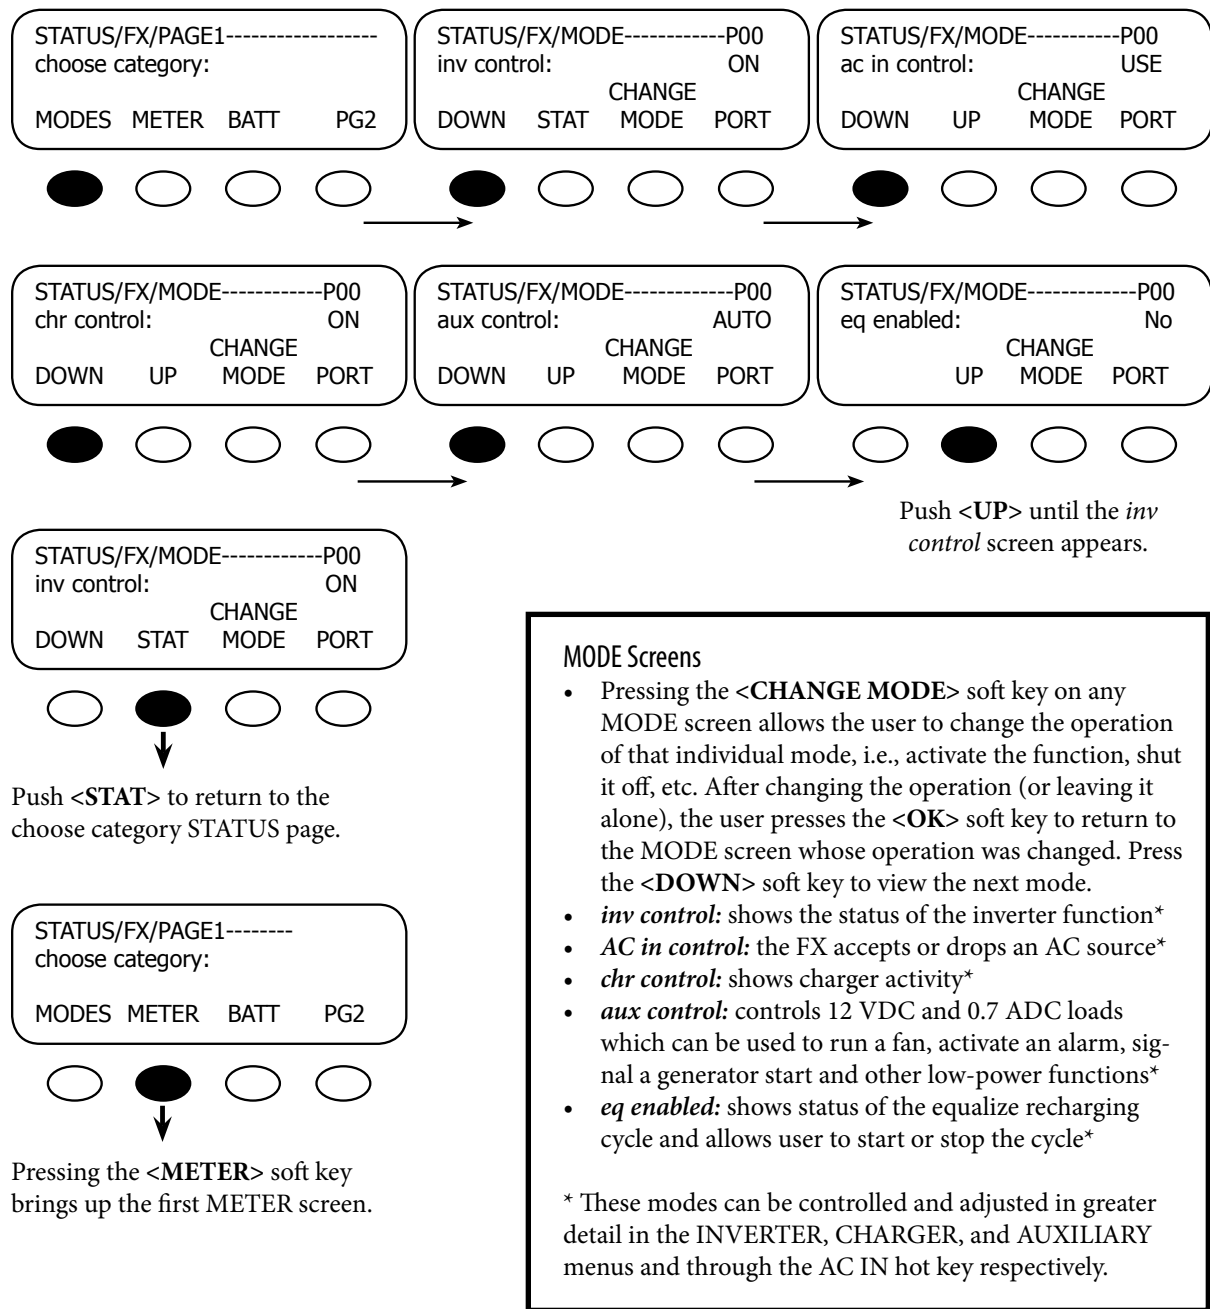 STATUS/FX/PAGE1------------------
choose category:
MODES METER BATT PG2
STATUS/FX/MODE------------P00
inv control: ON
CHANGE
DOWN STAT MODE PORT
STATUS/FX/MODE-----------P00
ac in control: USE
CHANGE
DOWN UP MODE PORT
STATUS/FX/MODE------------P00
chr control: ON
CHANGE
DOWN UP MODE PORT
STATUS/FX/MODE-------------P00
aux control: AUTO
CHANGE
DOWN UP MODE PORT
STATUS/FX/MODE-------------P00
eq enabled: No
CHANGE
UP MODE PORT
Push <UP> until the inv
control screen appears.
STATUS/FX/MODE------------P00
inv control: ON
CHANGE
DOWN STAT MODE PORT
Push <STAT> to return to the
choose category STATUS page.
STATUS/FX/PAGE1--------
choose category:
MODES METER BATT PG2
Pressing the <METER> soft key
brings up the first METER screen.
MODE Screens
• Pressing the <CHANGE MODE> soft key on any
MODE screen allows the user to change the operation
of that individual mode, i.e., activate the function, shut
it off, etc. After changing the operation (or leaving it
alone), the user presses the <OK> soft key to return to
the MODE screen whose operation was changed. Press
the <DOWN> soft key to view the next mode.
• inv control: shows the status of the inverter function*
• AC in control: the FX accepts or drops an AC source*
• chr control: shows charger activity*
• aux control: controls 12 VDC and 0.7 ADC loads
which can be used to run a fan, activate an alarm, sig-
nal a generator start and other low-power functions*
• eq enabled: shows status of the equalize recharging
cycle and allows user to start or stop the cycle*
* These modes can be controlled and adjusted in greater
detail in the INVERTER, CHARGER, and AUXILIARY
menus and through the AC IN hot key respectively.